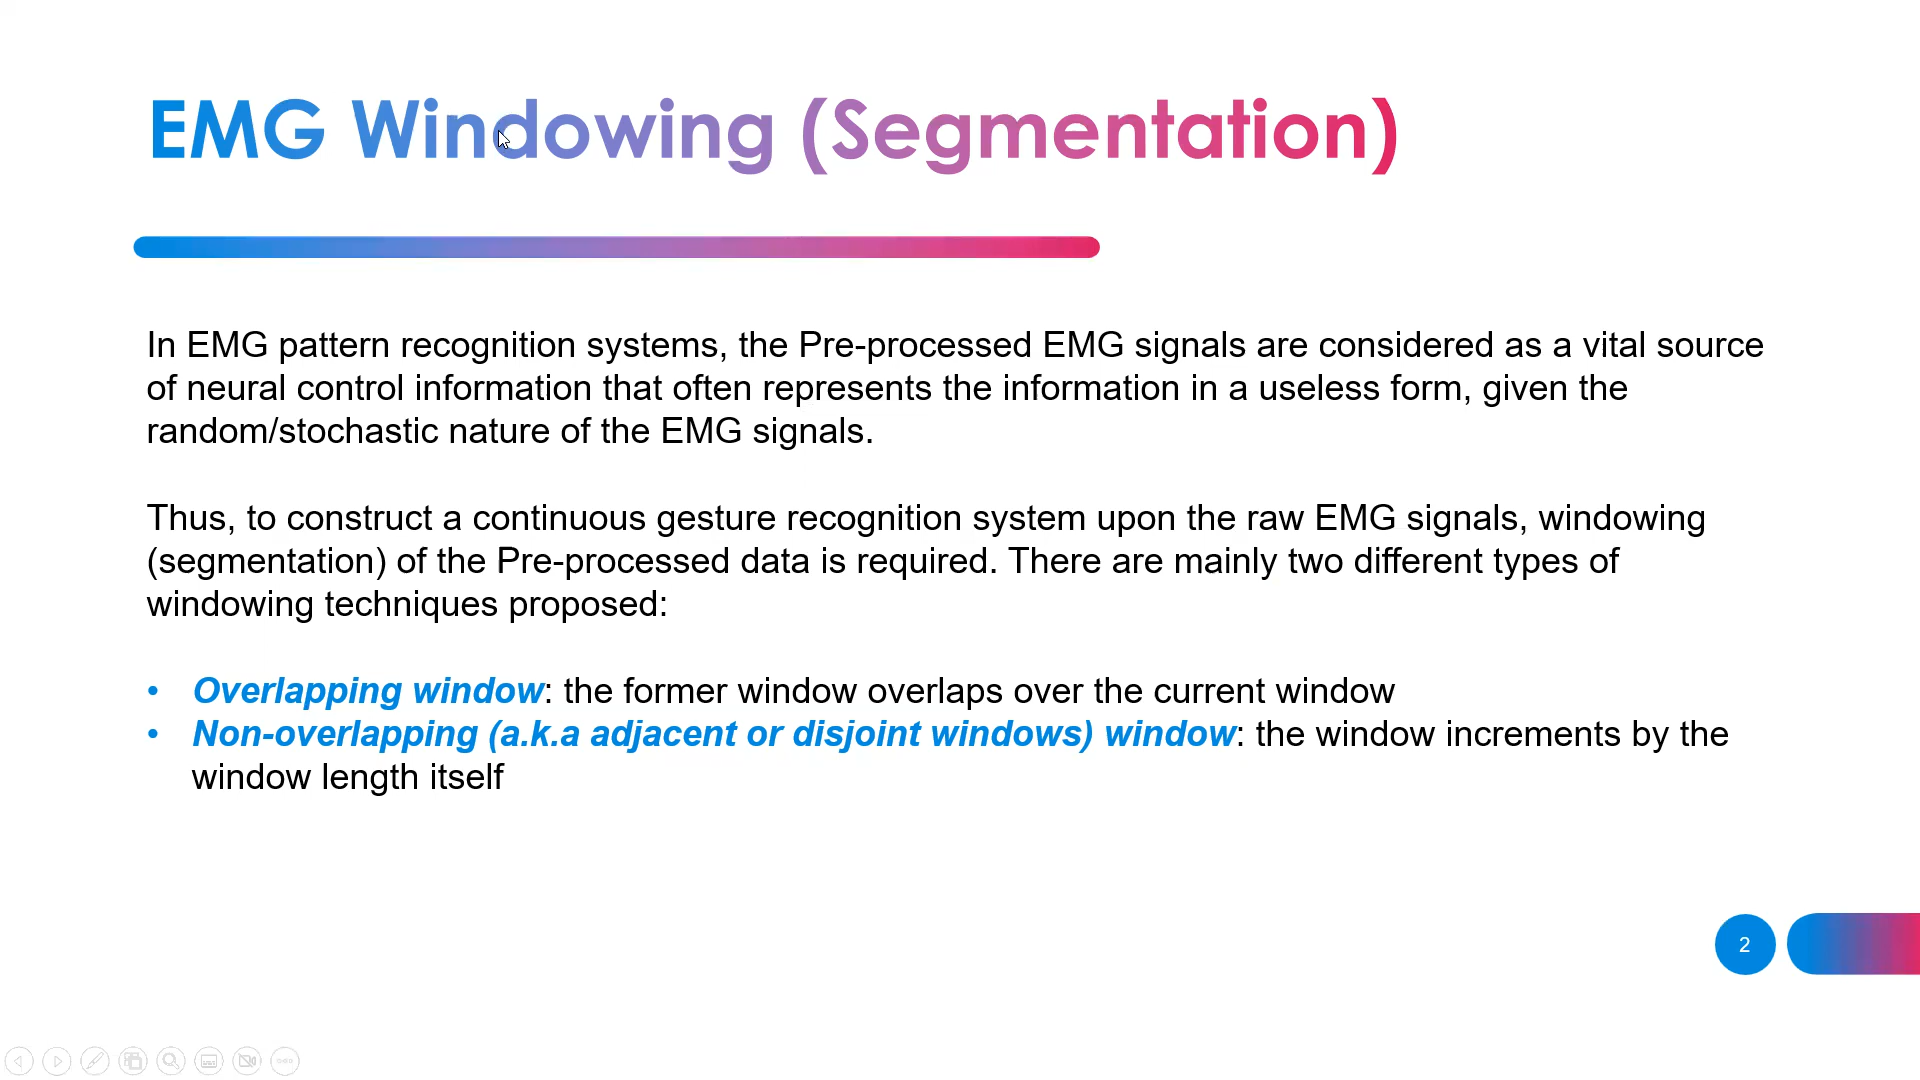 EMG Windowing (Segmentation)
In EMG pattern recognition systems, the Pre-processed EMG signals are considered as a vital source
of neural control information that often represents the information in a useless form, given the
random/stochastic nature of the EMG signals.
Thus, to construct a continuous gesture recognition system upon the raw EMG signals, windowing
(segmentation) of the Pre-processed data is required. There are mainly two different types of
windowing techniques proposed:
• Overlapping window: the former window overlaps over the current window
• Non-overlapping (a.k.a adjacent or disjoint windows) window: the window increments by the
window length itself
2